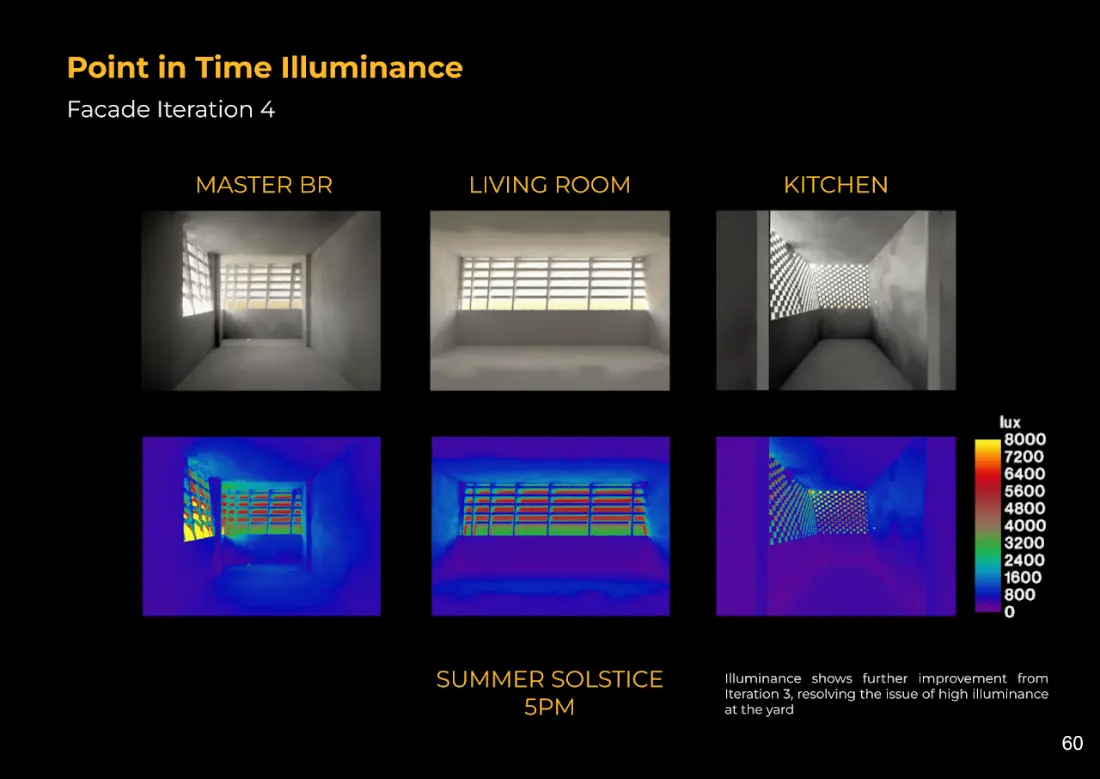 Point in Time Illuminance
Facade Iteration 4
MASTER BR
LIVING ROOM
KITCHEN
lux
8000
7200
6400
5600
4800
4000
3200
2400
1600
800
0
SUMMER SOLSTICE
5PM
Illuminance shows further improvement from
Iteration 3, resolving the issue of high illuminance
at the yard
60